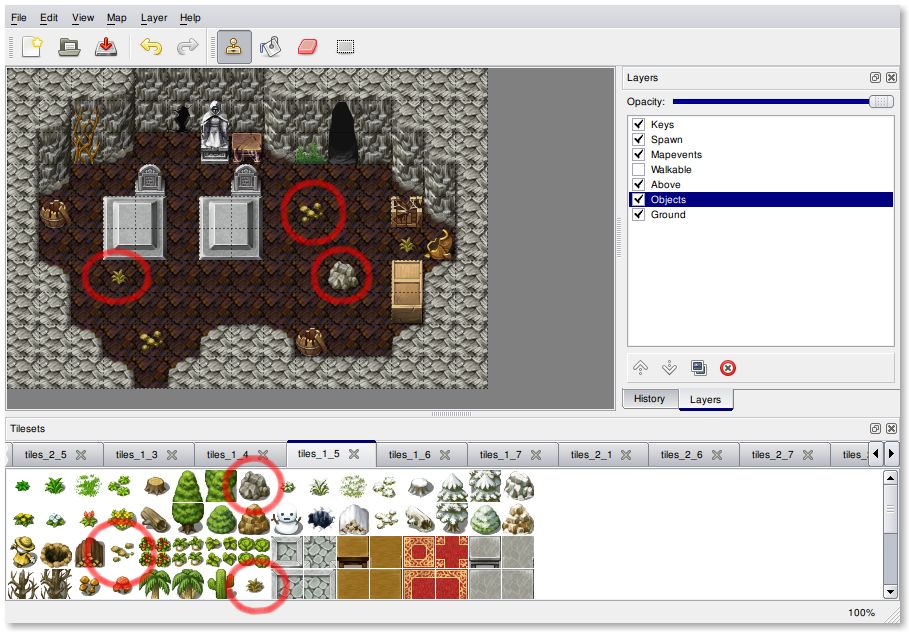 File Edit View Map Layer Help
Layers
Opacity:
Keys
Spawn
Mapevents
Walkable
Above
Objects
Ground
History Layers
Tilesets
tiles_2_5 tiles_1_3 tiles_1_4 tiles_1_5 tiles_1_6 tiles_1_7 tiles_2_1 tiles_2_6 tiles_2_7 tiles_
100%